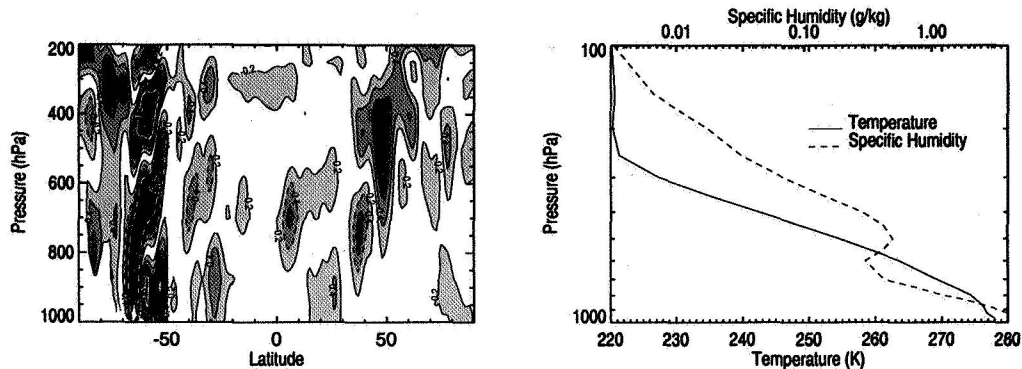 200
400
600
800
1000
Pressure (hPa)
-50
0
50
Latitude
Specific Humidity (g/kg)
0.01
0.10
1.00
100
1000
Pressure (hPa)
Temperature
Specific Humidity
220
230
240
250
260
270
280
Temperature (K)